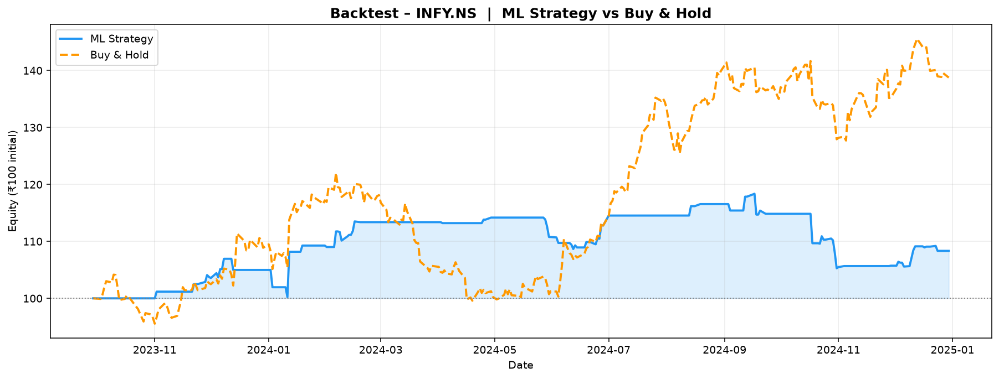 Backtest – INFY.NS  |  ML Strategy vs Buy & Hold
ML Strategy
Buy & Hold
Equity (₹100 initial)
140
130
120
110
100
2023-11
2024-01
2024-03
2024-05
2024-07
2024-09
2024-11
2025-01
Date